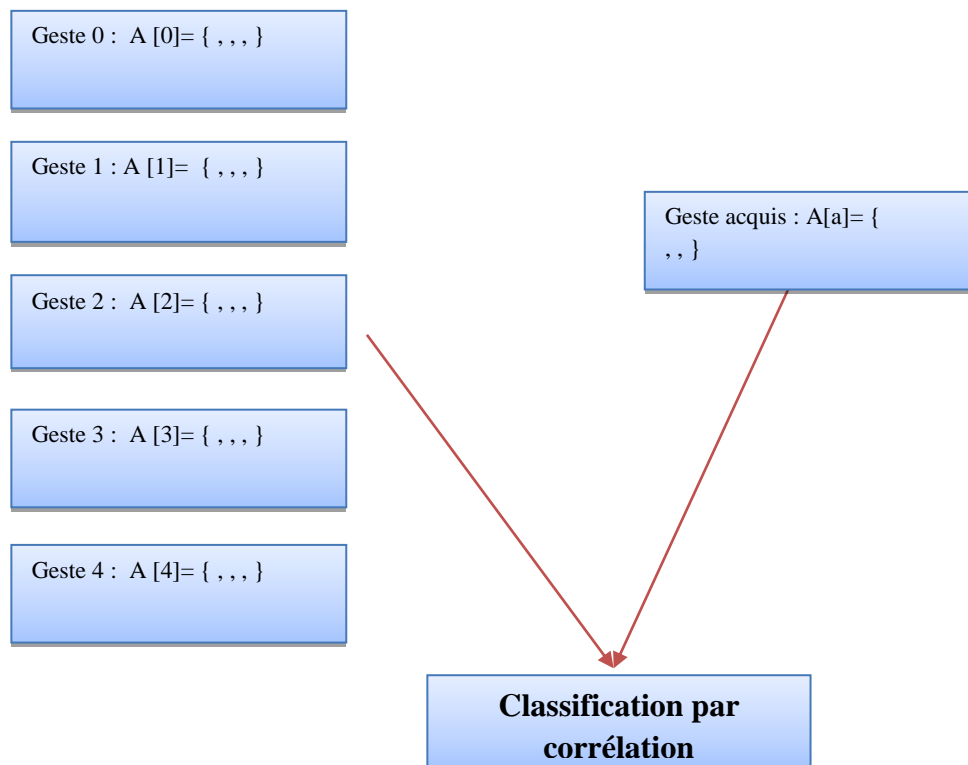 Geste 0 : A [0]= { , , , }
Geste 1 : A [1]= { , , , }
Geste 2 : A [2]= { , , , }
Geste 3 : A [3]= { , , , }
Geste 4 : A [4]= { , , , }
Geste acquis : A[a]= {
, , }
Classification par
corrélation